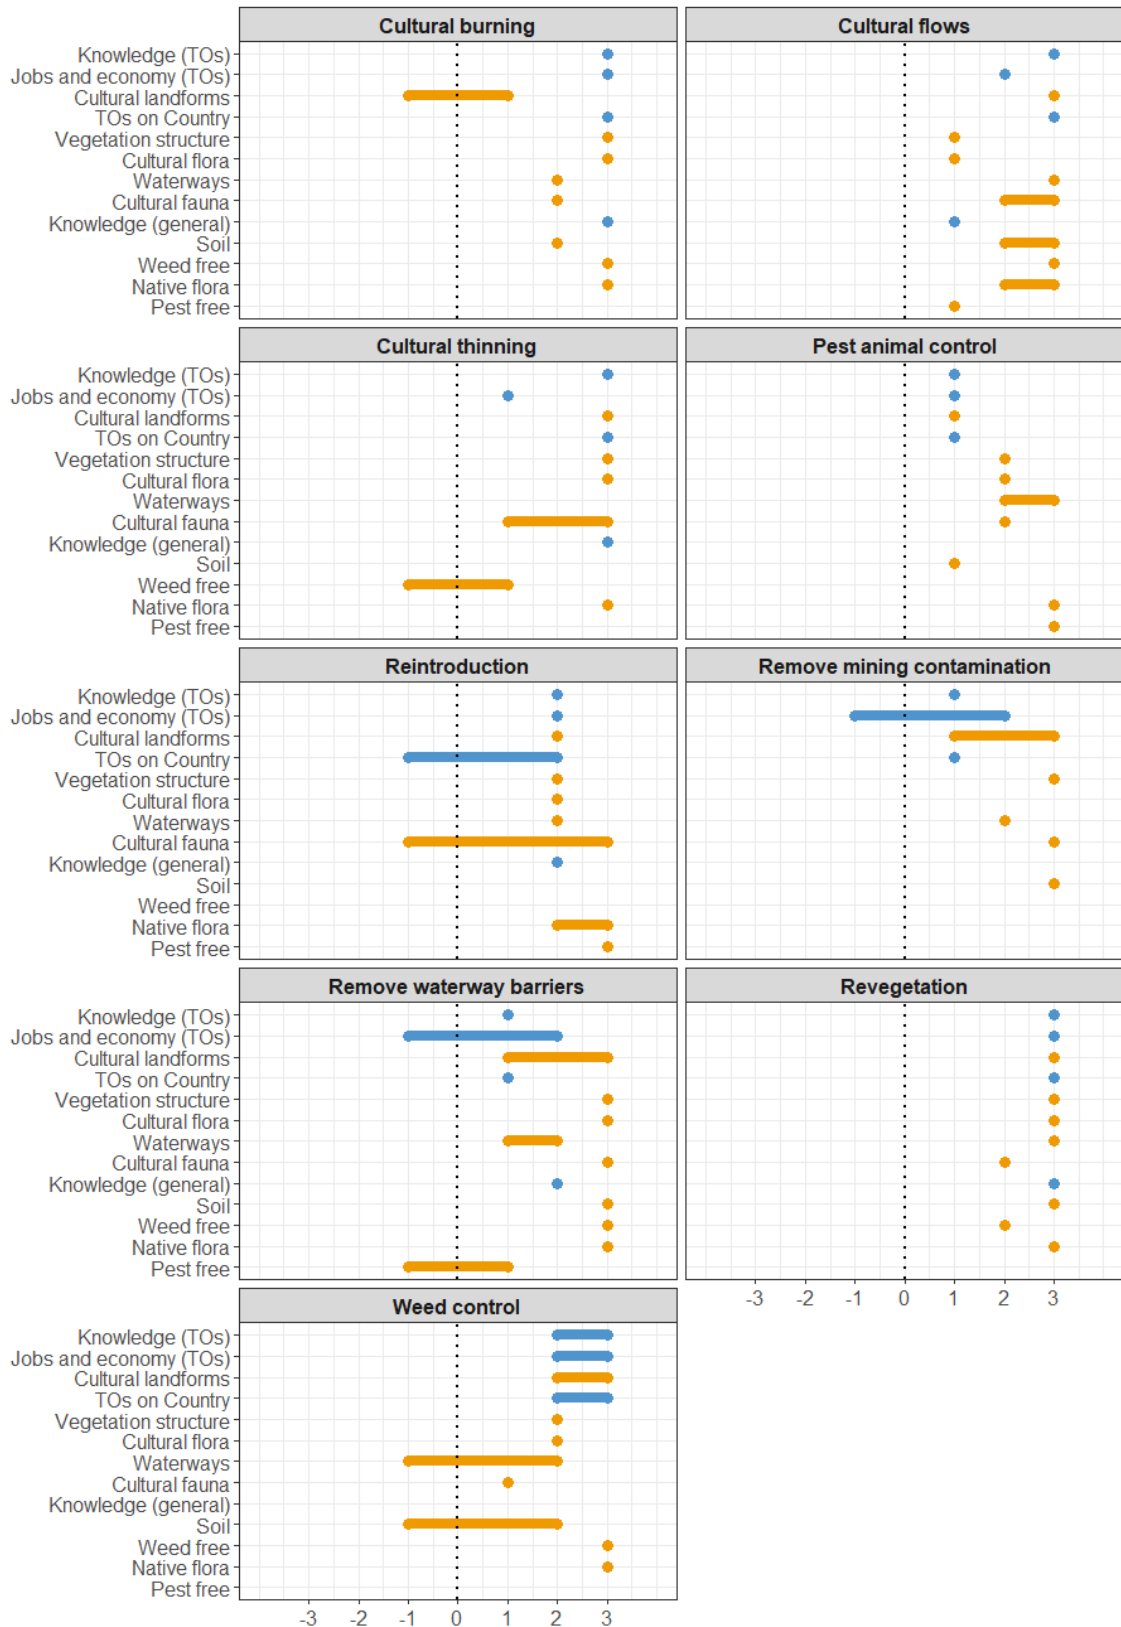 Cultural burning
Cultural flows
Knowledge (TOs)
Jobs and economy (TOs)
Cultural landforms
TOs on Country
Vegetation structure
Cultural flora
Waterways
Cultural fauna
Knowledge (general)
Soil
Weed free
Native flora
Pest free
Cultural thinning
Pest animal control
Knowledge (TOs)
Jobs and economy (TOs)
Cultural landforms
TOs on Country
Vegetation structure
Cultural flora
Waterways
Cultural fauna
Knowledge (general)
Soil
Weed free
Native flora
Pest free
Reintroduction
Remove mining contamination
Knowledge (TOs)
Jobs and economy (TOs)
Cultural landforms
TOs on Country
Vegetation structure
Cultural flora
Waterways
Cultural fauna
Knowledge (general)
Soil
Weed free
Native flora
Pest free
Remove waterway barriers
Revegetation
Knowledge (TOs)
Jobs and economy (TOs)
Cultural landforms
TOs on Country
Vegetation structure
Cultural flora
Waterways
Cultural fauna
Knowledge (general)
Soil
Weed free
Native flora
Pest free
-3 -2 -1 0 1 2 3
Weed control
Knowledge (TOs)
Jobs and economy (TOs)
Cultural landforms
TOs on Country
Vegetation structure
Cultural flora
Waterways
Cultural fauna
Knowledge (general)
Soil
Weed free
Native flora
Pest free
-3 -2 -1 0 1 2 3